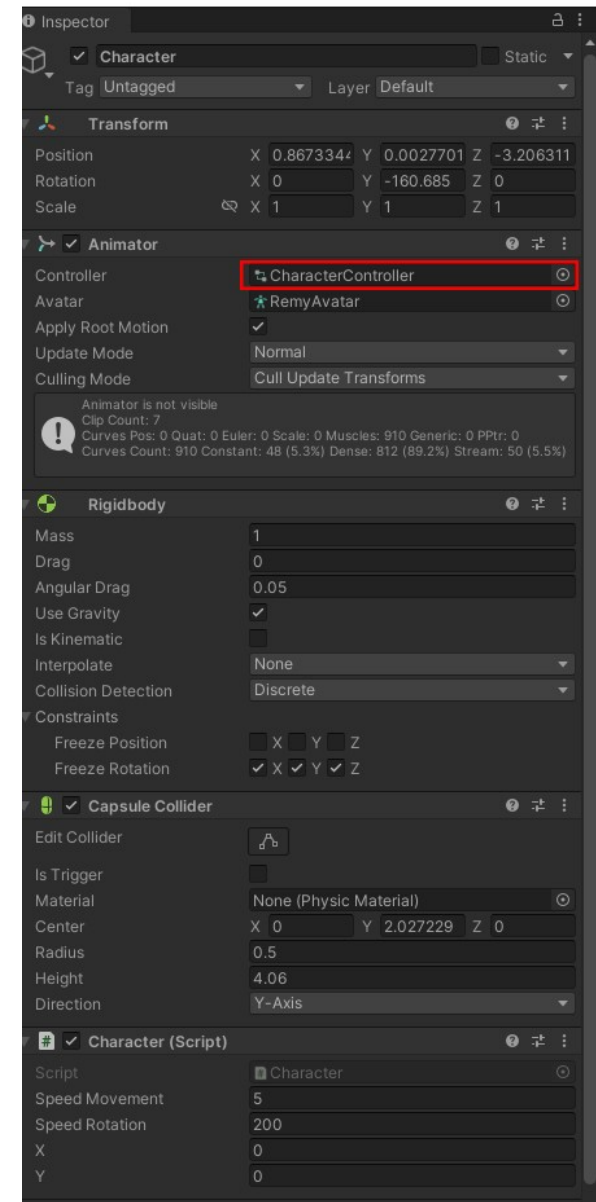 Inspector
Character Static
Tag Untagged Layer Default
Transform
Position X 0.8673344 Y 0.0027701 Z -3.206311
Rotation X 0 Y -160.685 Z 0
Scale X 1 Y 1 Z 1
Animator
Controller CharacterController
Avatar RemyAvatar
Apply Root Motion
Update Mode Normal
Culling Mode Cull Update Transforms
Animator is not visible
Clip Count: 7
Curves Pos: 0 Quat: 0 Euler: 0 Scale: 0 Muscles: 910 Generic: 0 PPtr: 0
Curves Count: 910 Constant: 48 (5.3%) Dense: 812 (89.2%) Stream: 50 (5.5%)
Rigidbody
Mass 1
Drag 0
Angular Drag 0.05
Use Gravity
Is Kinematic
Interpolate None
Collision Detection Discrete
Constraints
Freeze Position X Y Z
Freeze Rotation X Y Z
Capsule Collider
Edit Collider
Is Trigger
Material None (Physic Material)
Center X 0 Y 2.027229 Z 0
Radius 0.5
Height 4.06
Direction Y-Axis
# Character (Script)
Script Character
Speed Movement 5
Speed Rotation 200
X 0
Y 0